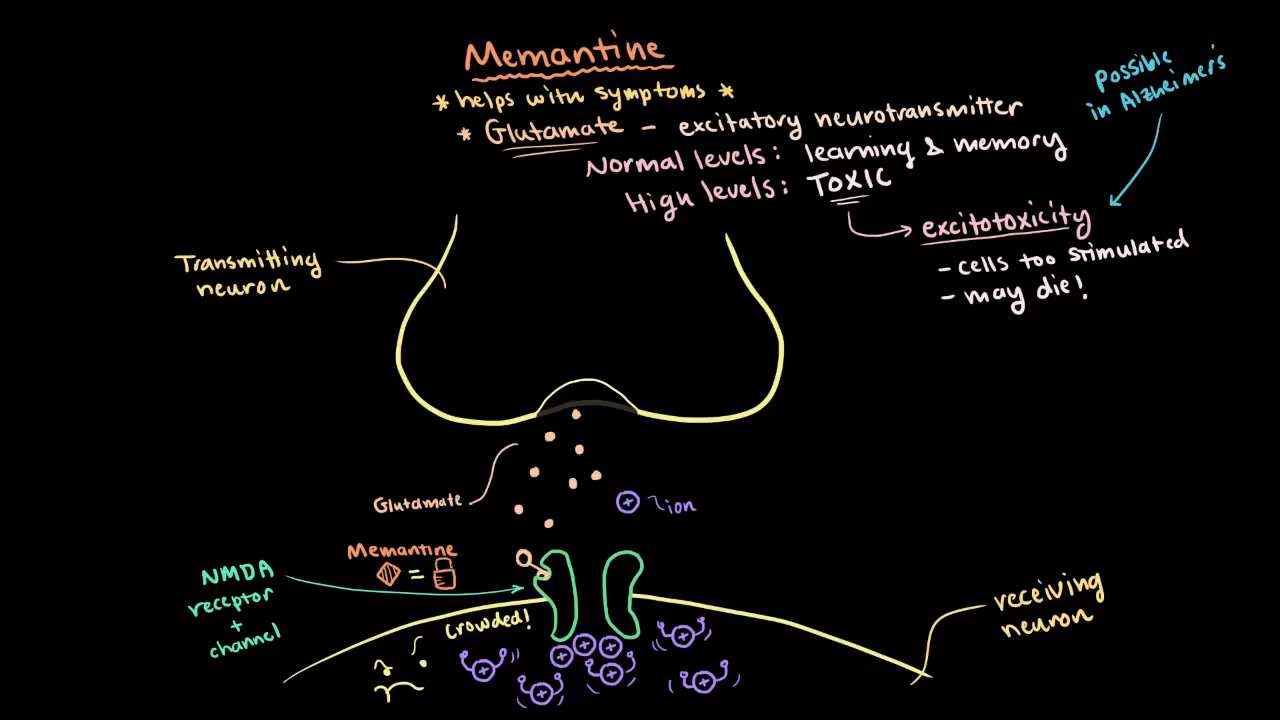 Memantine
* helps with symptoms *
* Glutamate - excitatory neurotransmitter
Normal levels: learning & memory
High levels: TOXIC
Possible
in Alzheimer's
excitotoxicity
- cells too stimulated
- may die!
Transmitting
neuron
Glutamate
+ ion
Memantine
=
NMDA
receptor
+
channel
crowded!
receiving
neuron
+ + +
+ + + + +